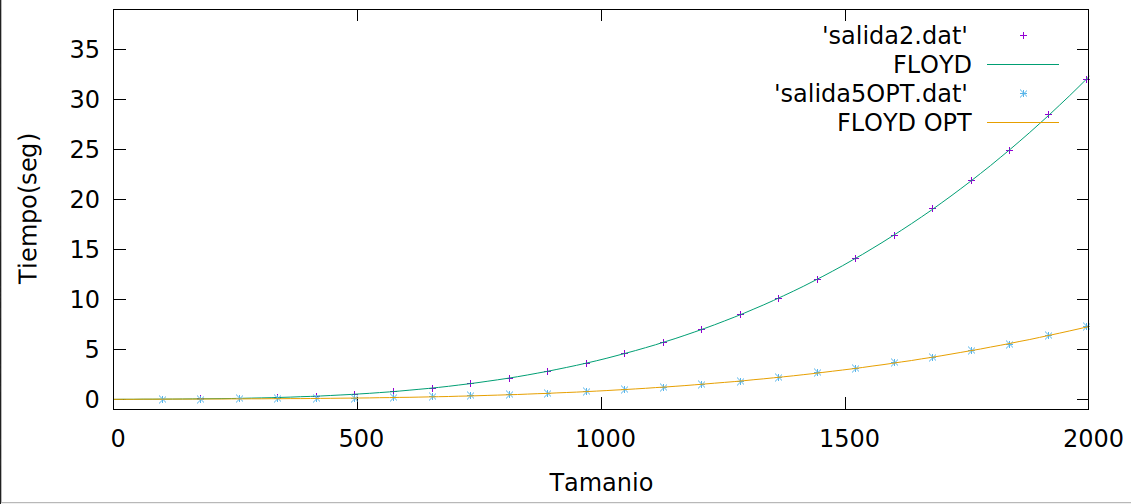 35
30
25
20
15
10
5
0
Tiempo(seg)
'salida2.dat'
FLOYD
'salida5OPT.dat'
FLOYD OPT
0 500 1000 1500 2000
Tamanio